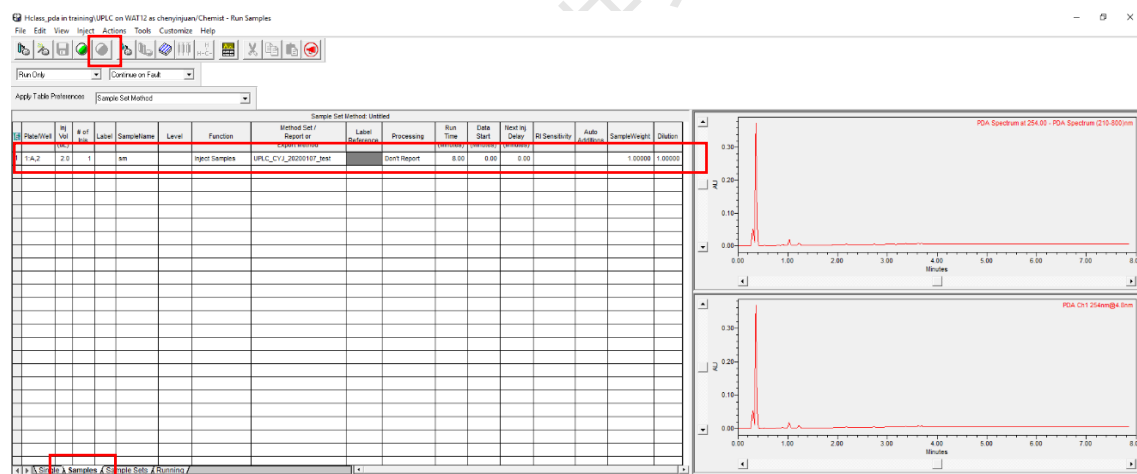 Hclass_pda in training\UPLC on WAT12 as chenyinjuan/Chemist - Run Samples
File Edit View Inject Actions Tools Customize Help
Run Only Continue on Fault
Apply Table Preferences Sample Set Method
Sample Set Method: Untitled
Plate/Well Inj Vol (uL) # of Injs Label SampleName Level Function Method Set / Report or Export Method Label Reference Processing Run Time (Minutes) Data Start (Minutes) Next Inj Delay (Minutes) RI Sensitivity Auto Additions SampleWeight Dilution
1 1:A,2 2.0 1 sm Inject Samples UPLC_CYJ_20200107_test Don't Report 8.00 0.00 0.00 1.00000 1.00000
Single Samples Sample Sets Running
PDA Spectrum at 254.00 - PDA Spectrum (210-800)nm
AU
0.30
0.20
0.10
0.00
0.00 1.00 2.00 3.00 4.00 5.00 6.00 7.00 8.0
Minutes
PDA Ch1 254nm@4.8nm
AU
0.30
0.20
0.10
0.00
0.00 1.00 2.00 3.00 4.00 5.00 6.00 7.00 8.0
Minutes